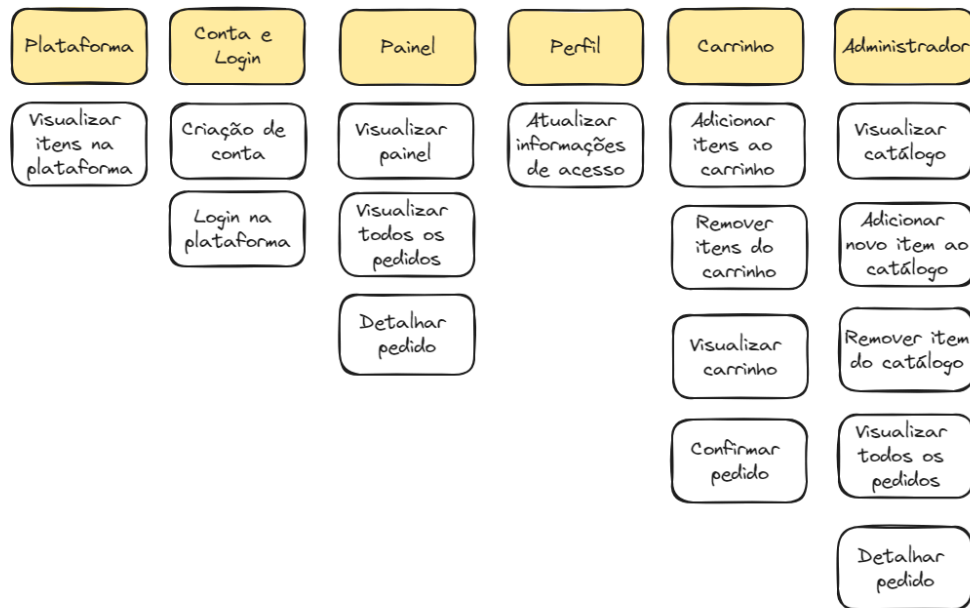 Plataforma
Conta e
Login
Painel
Perfil
Carrinho
Administrador
Visualizar
itens na
plataforma
Criação de
conta
Login na
plataforma
Visualizar
painel
Visualizar
todos os
pedidos
Detalhar
pedido
Atualizar
informações
de acesso
Adicionar
itens ao
carrinho
Remover
itens do
carrinho
Visualizar
carrinho
Confirmar
pedido
Visualizar
catálogo
Adicionar
novo item ao
catálogo
Remover item
do catálogo
Visualizar
todos os
pedidos
Detalhar
pedido